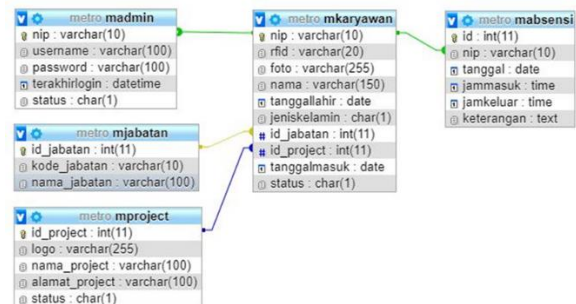 metro madmin
nip : varchar(10)
username : varchar(100)
password : varchar(100)
terakhirlogin : datetime
status : char(1)
metro mjabatan
id_jabatan : int(11)
kode_jabatan : varchar(10)
nama_jabatan : varchar(100)
metro mproject
id_project : int(11)
logo : varchar(255)
nama_project : varchar(100)
alamat_project : varchar(100)
status : char(1)
metro mkaryawan
nip : varchar(10)
rfid : varchar(20)
foto : varchar(255)
nama : varchar(150)
tanggallahir : date
jeniskelamin : char(1)
# id_jabatan : int(11)
# id_project : int(11)
tanggalmasuk : date
status : char(1)
metro mabsensi
id : int(11)
nip : varchar(10)
tanggal : date
jammasuk : time
jamkeluar : time
keterangan : text